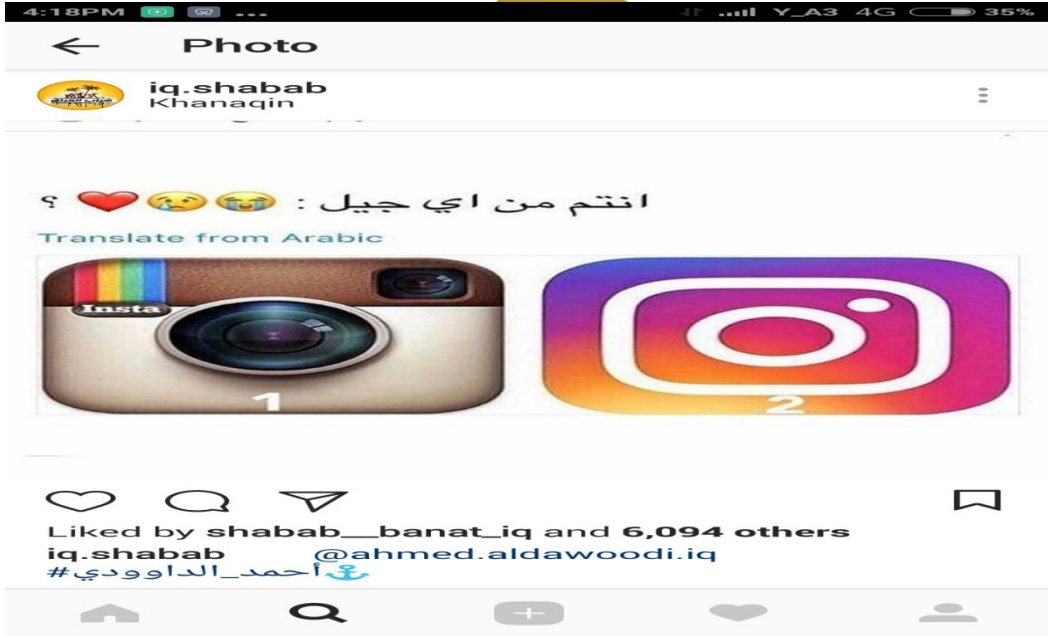 4:18PM ... Y_A3 4G 35%
Photo
iq.shabab
Khanaqin
انتم من اي جيل : 😭😢❤️ ؟
Translate from Arabic
Insta
1
2
Liked by shabab__banat_iq and 6,094 others
iq.shabab @ahmed.aldawoodi.iq
#أحمد_الداوودي⚓